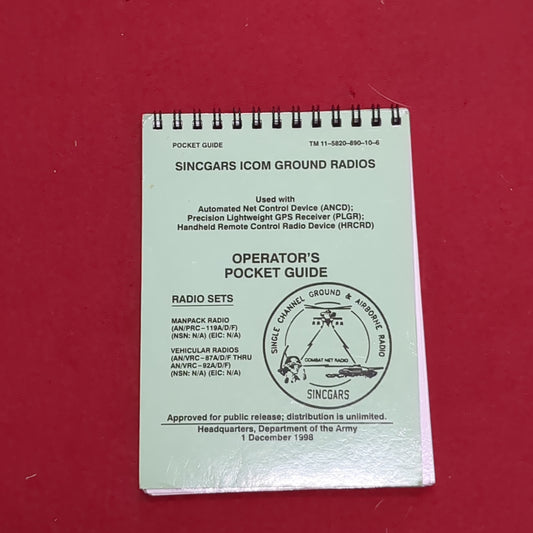 POCKET GUIDE TM 11-5820-890-10-6
SINCGARS ICOM GROUND RADIOS
Used with
Automated Net Control Device (ANCD);
Precision Lightweight GPS Receiver (PLGR);
Handheld Remote Control Radio Device (HRCRD)
OPERATOR'S
POCKET GUIDE
RADIO SETS
MANPACK RADIO
(AN/PRC-119A/D/F)
(NSN: N/A) (EIC: N/A)
VEHICULAR RADIOS
(AN/VRC-87A/D/F THRU
AN/VRC-92A/D/F)
(NSN: N/A) (EIC: N/A)
SINGLE CHANNEL GROUND & AIRBORNE RADIO
COMBAT NET RADIO
SINCGARS
Approved for public release; distribution is unlimited.
Headquarters, Department of the Army
1 December 1998